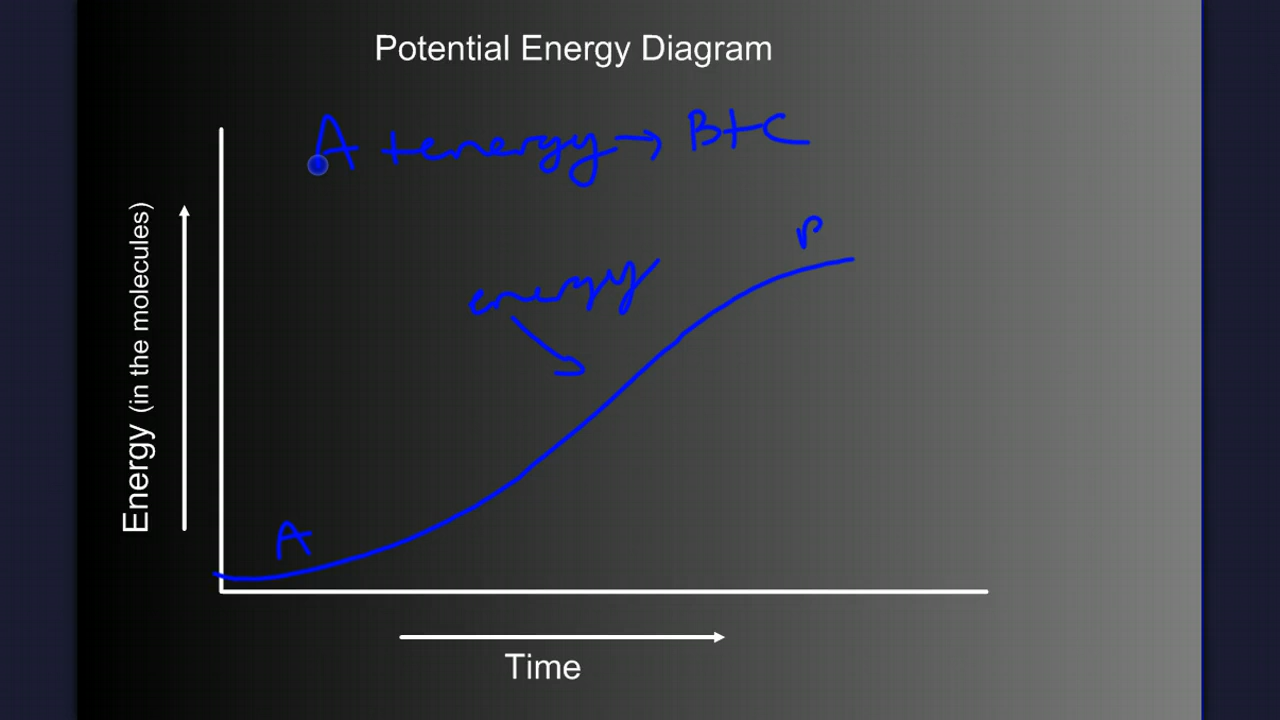 Potential Energy Diagram
A + energy → B+C
P
energy
Energy (in the molecules)
A
Time